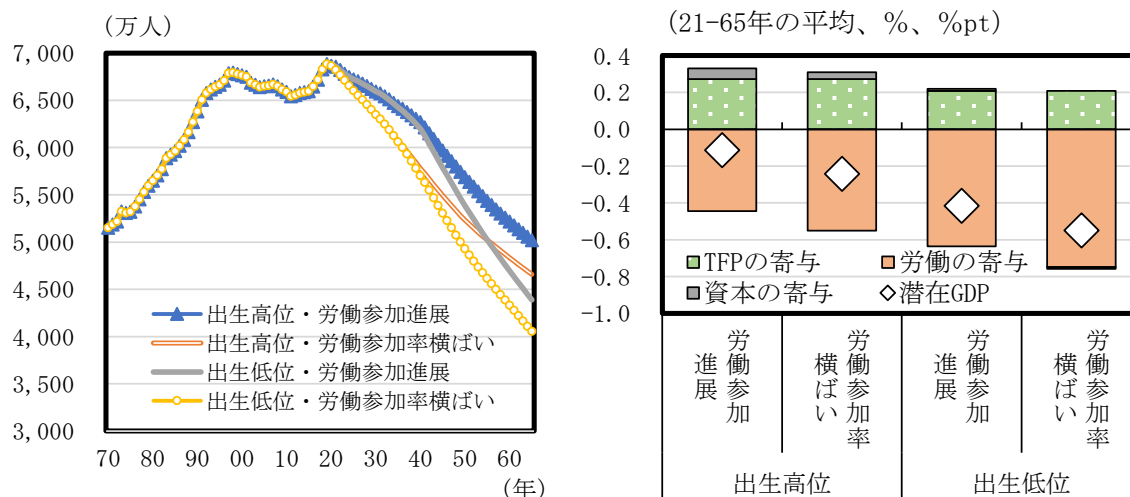 (万人)
7,000
6,500
6,000
5,500
5,000
4,500
4,000
3,500
3,000
出生高位・労働参加進展
出生高位・労働参加率横ばい
出生低位・労働参加進展
出生低位・労働参加率横ばい
70 80 90 00 10 20 30 40 50 60
(年)
(21-65年の平均、%、%pt)
0.4
0.2
0.0
-0.2
-0.4
-0.6
-0.8
-1.0
TFPの寄与 労働の寄与
資本の寄与 潜在GDP
労働参加
進展
労働参加率
横ばい
労働参加
進展
労働参加率
横ばい
出生高位 出生低位